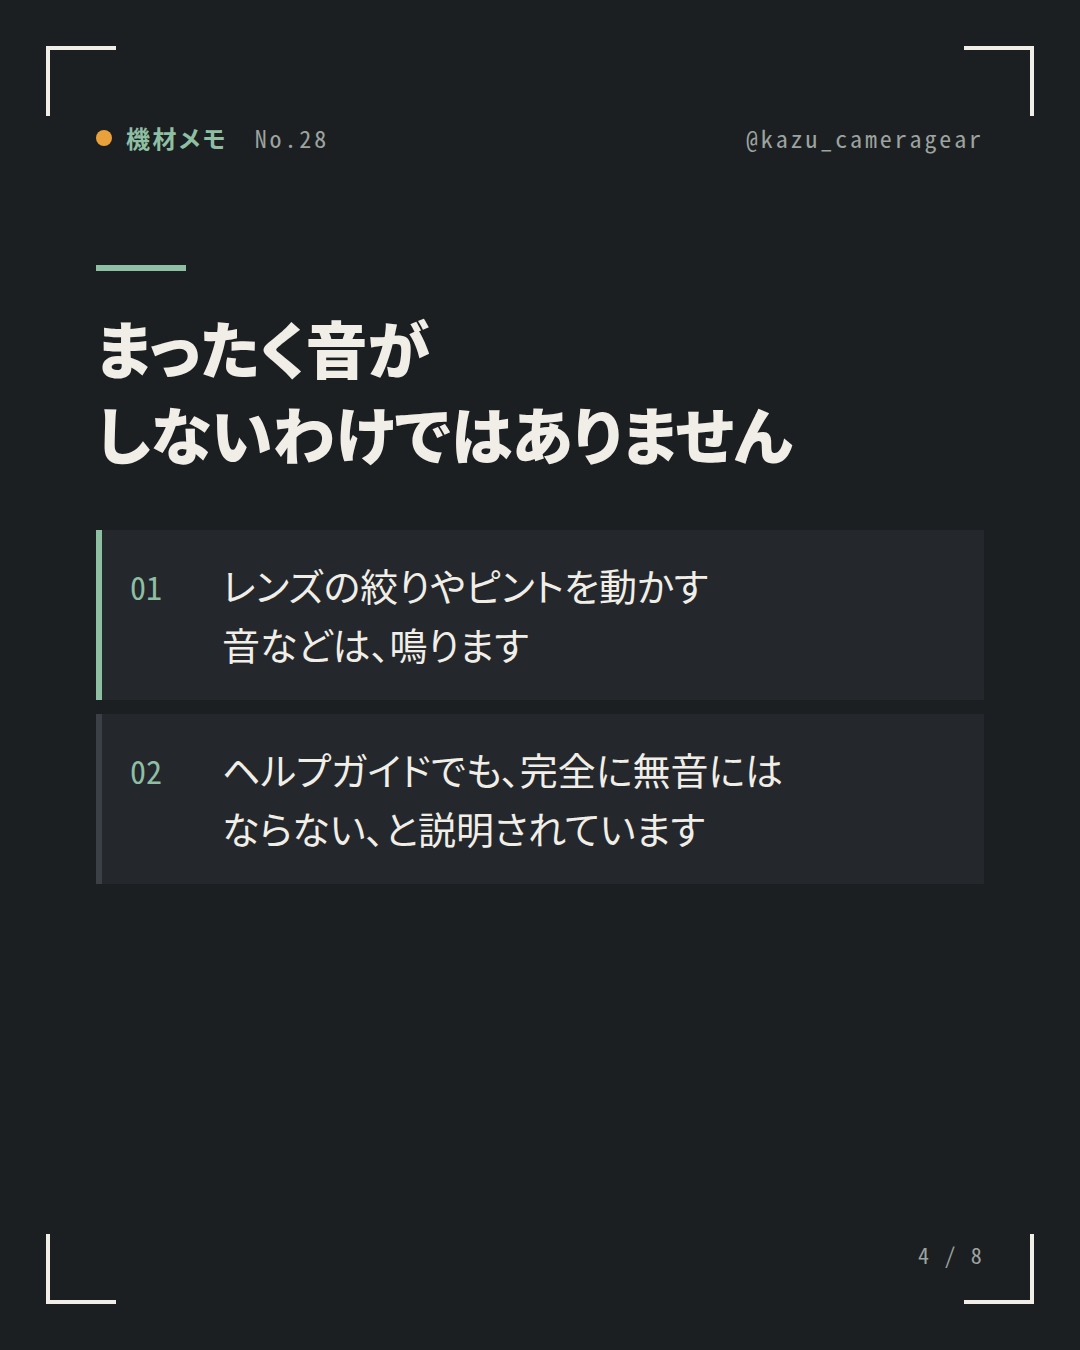 機材メモ No.28
@kazu_cameragear
まったく音が
しないわけではありません
01 レンズの絞りやピントを動かす
音などは、鳴ります
02 ヘルプガイドでも、完全に無音には
ならない、と説明されています
4 / 8